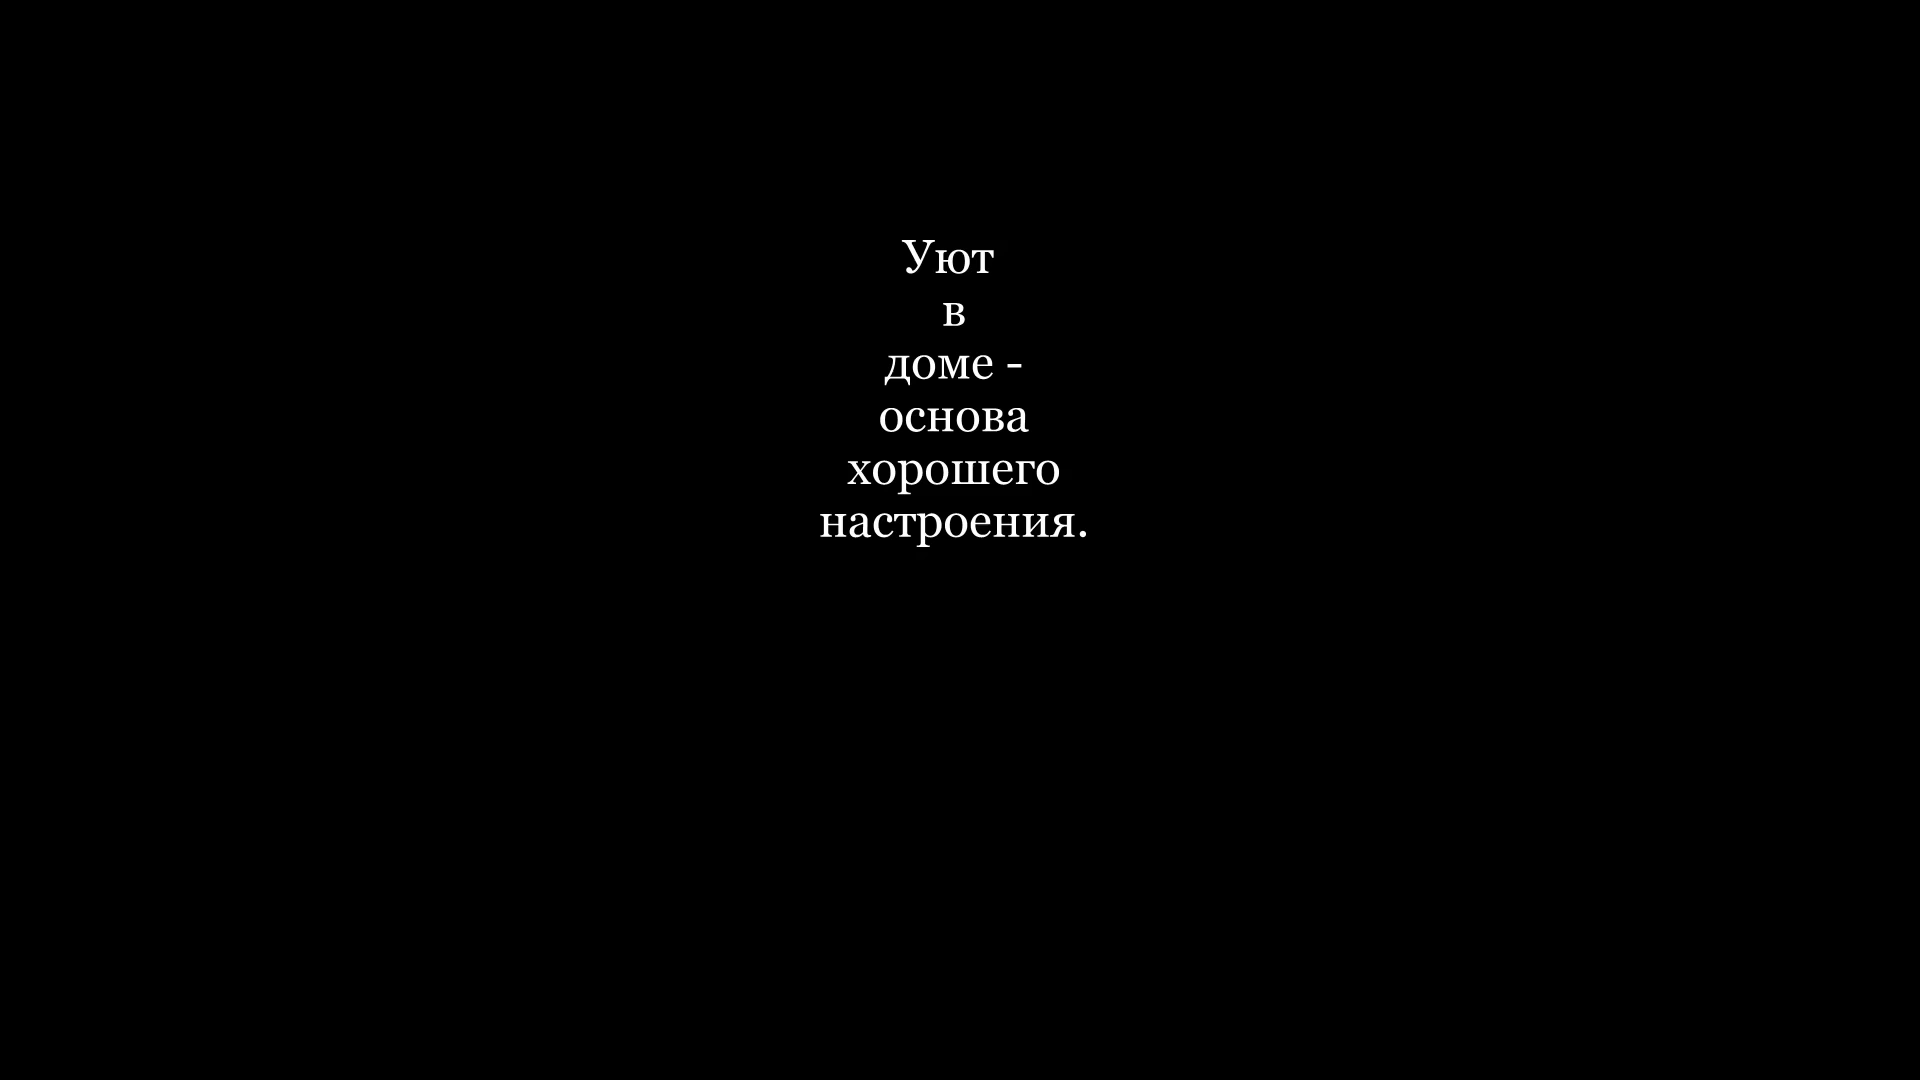 Уют
в
доме -
основа
хорошего
настроения.